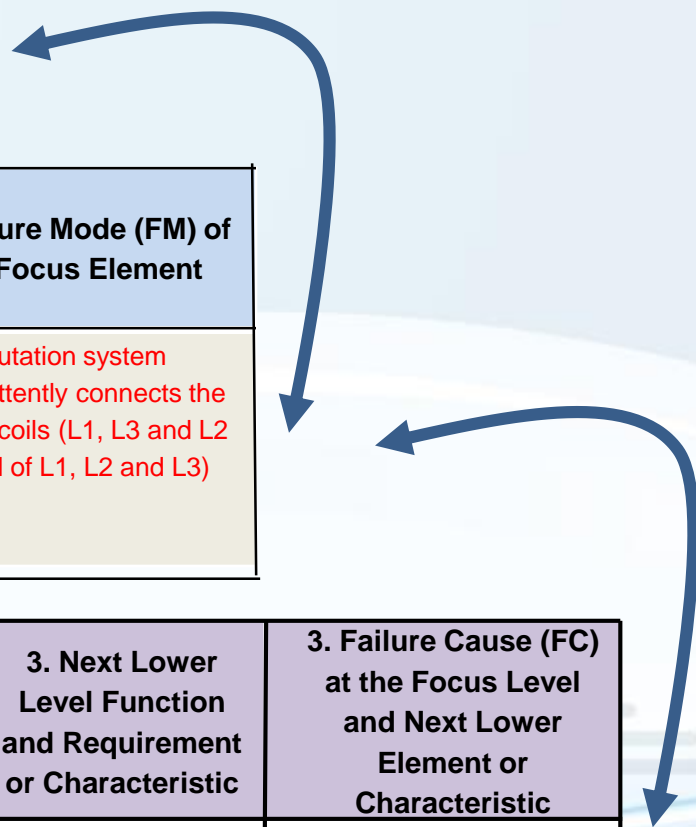 ure Mode (FM) of
Focus Element
utation system
ttently connects the
coils (L1, L3 and L2
of L1, L2 and L3)
3. Next Lower
Level Function
and Requirement
or Characteristic
3. Failure Cause (FC)
at the Focus Level
and Next Lower
Element or
Characteristic